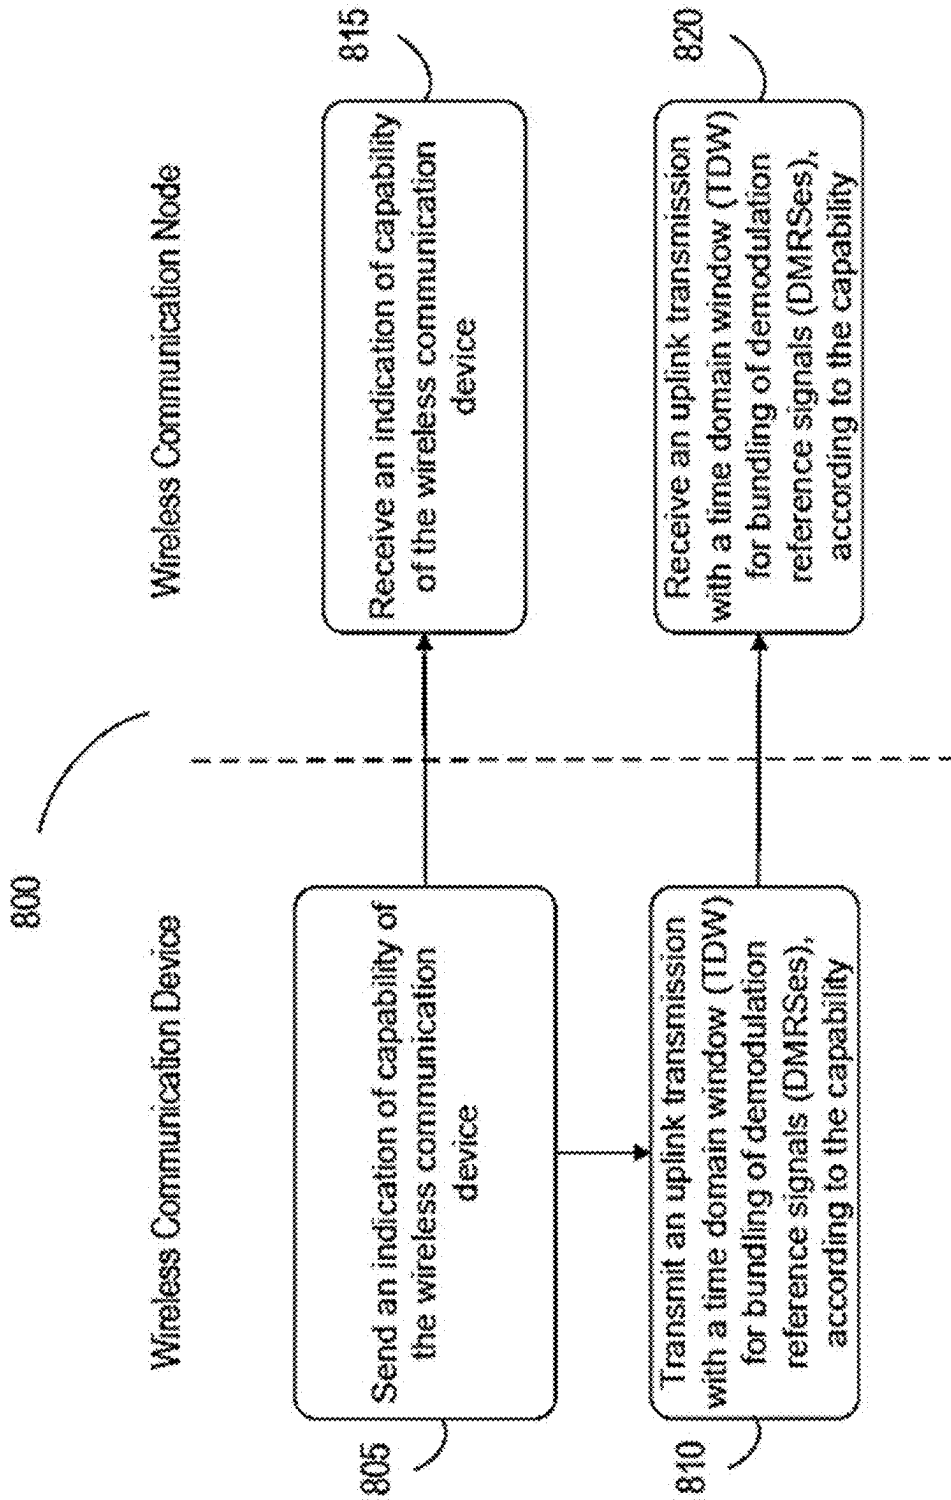 800
Wireless Communication Device
Wireless Communication Node
805
Send an indication of capability of
the wireless communication
device
815
Receive an indication of capability
of the wireless communication
device
810
Transmit an uplink transmission
with a time domain window (TDW)
for bundling of demodulation
reference signals (DMRSes),
according to the capability
820
Receive an uplink transmission
with a time domain window (TDW)
for bundling of demodulation
reference signals (DMRSes),
according to the capability